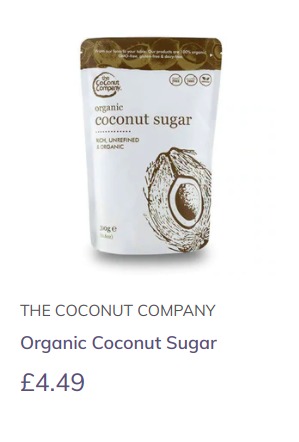 the
Coconut
Company
organic
coconut sugar
RICH, UNREFINED
& ORGANIC
THE COCONUT COMPANY
Organic Coconut Sugar
£4.49